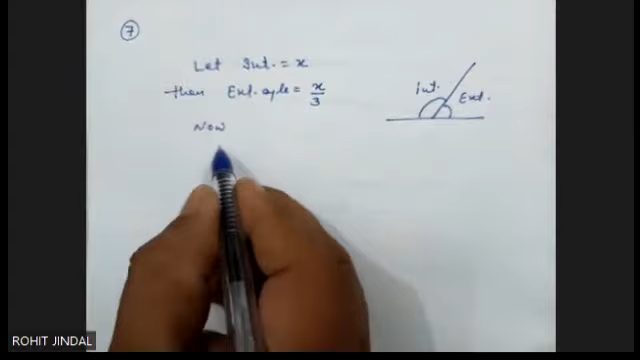 7
Let Int. = x
then Ext. angle = x/3
Now
int.
Ext.
ROHIT JINDAL